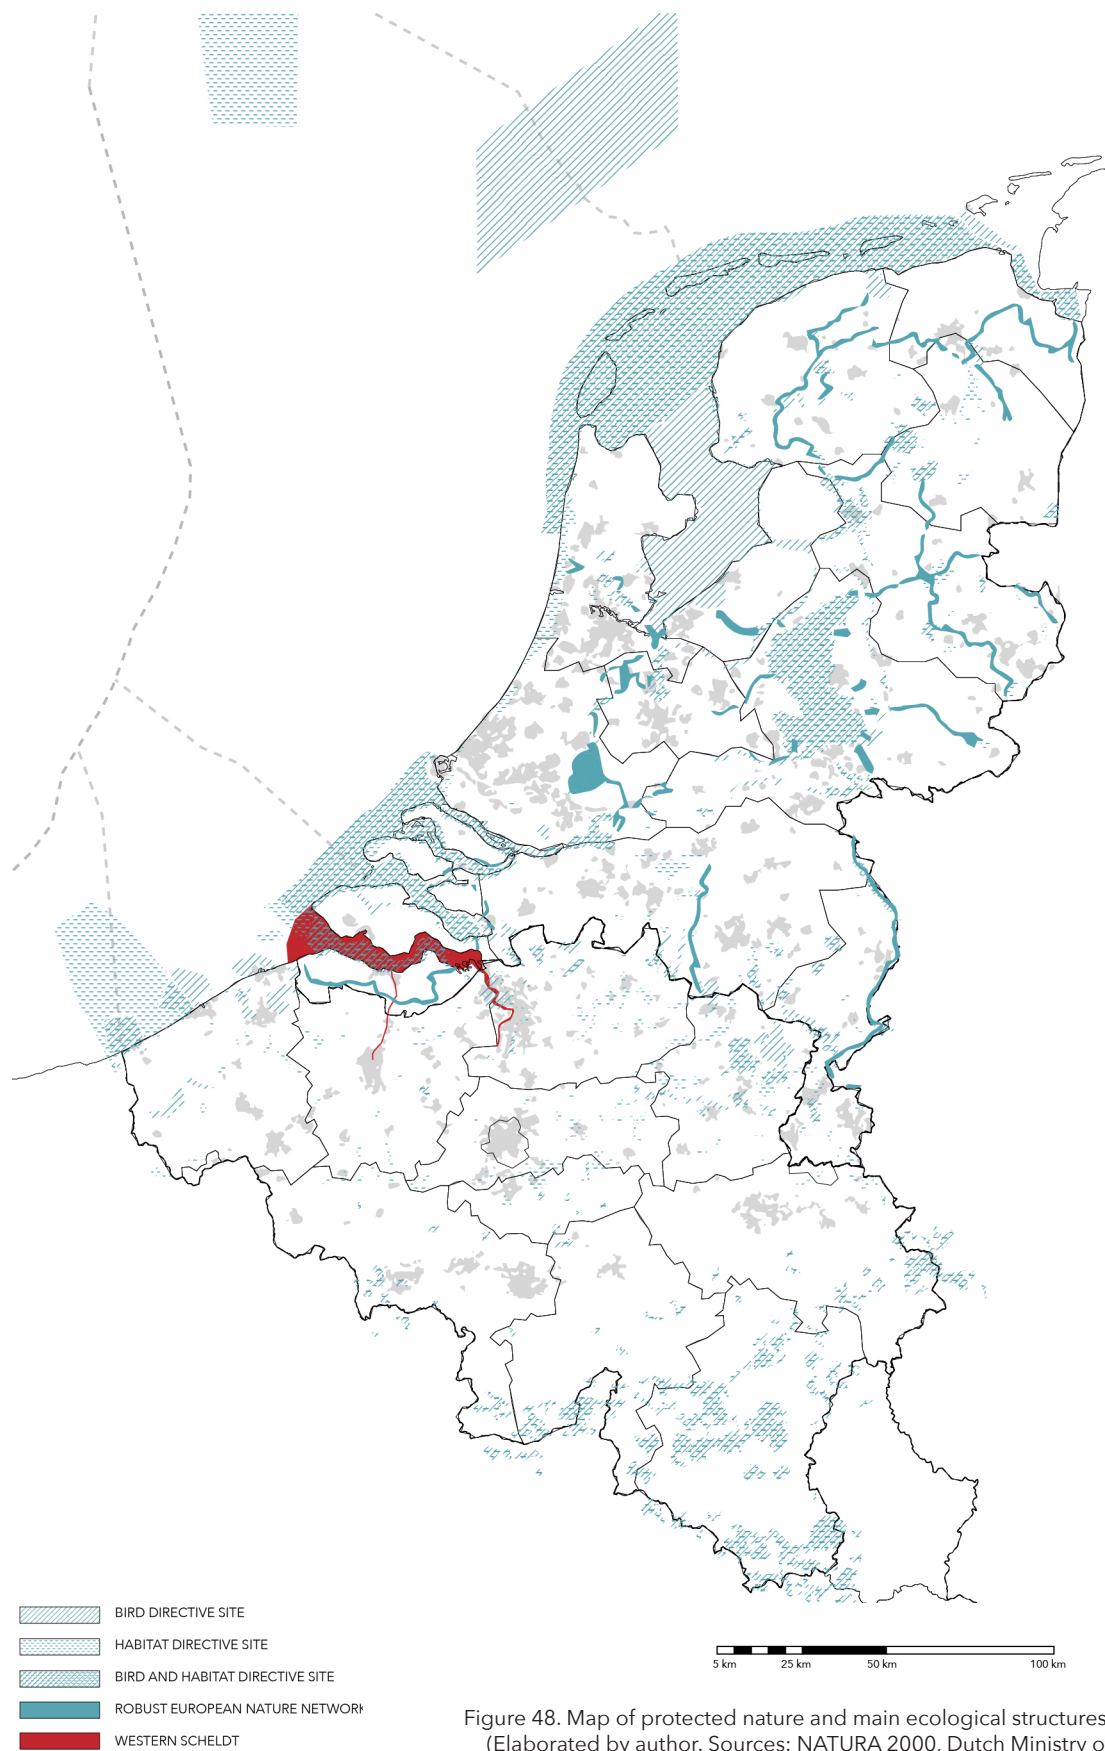 BIRD DIRECTIVE SITE
HABITAT DIRECTIVE SITE
BIRD AND HABITAT DIRECTIVE SITE
ROBUST EUROPEAN NATURE NETWORK
WESTERN SCHELDT
5 km 25 km 50 km 100 km
Figure 48. Map of protected nature and main ecological structures
(Elaborated by author. Sources: NATURA 2000, Dutch Ministry o